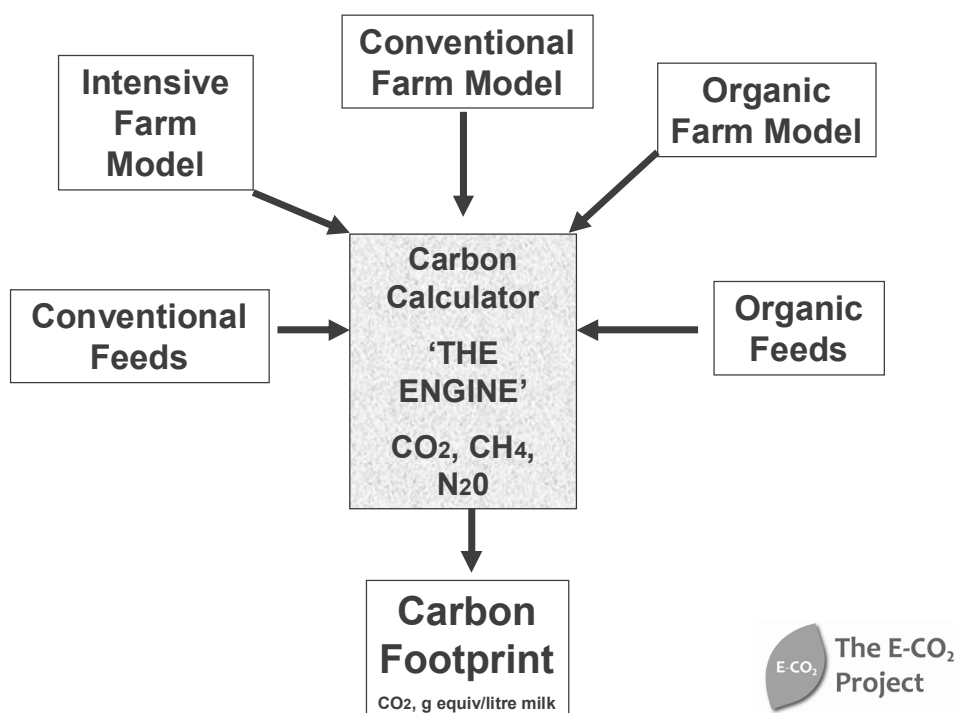 Conventional
Farm Model
Intensive
Farm
Model
Organic
Farm Model
Conventional
Feeds
Carbon
Calculator
‘THE
ENGINE’
CO₂, CH₄,
N₂0
Organic
Feeds
Carbon
Footprint
CO₂, g equiv/litre milk
E-CO₂
The E-CO₂
Project